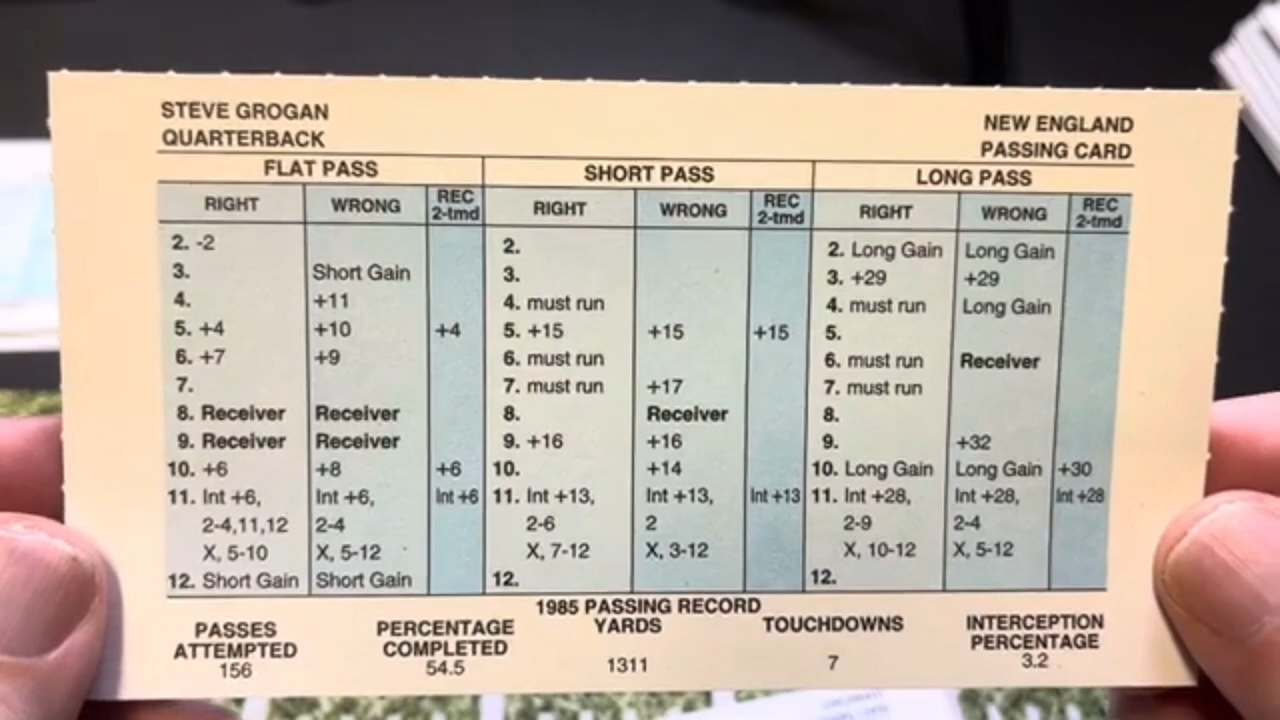 STEVE GROGAN NEW ENGLAND
QUARTERBACK PASSING CARD
FLAT PASS SHORT PASS LONG PASS
RIGHT WRONG REC 2-tmd RIGHT WRONG REC 2-tmd RIGHT WRONG REC 2-tmd
2. -2 2. 2. Long Gain Long Gain
3. Short Gain 3. 3. +29 +29
4. +11 4. must run 4. must run Long Gain
5. +4 +10 +4 5. +15 +15 +15 5.
6. +7 +9 6. must run 6. must run Receiver
7. 7. must run +17 7. must run
8. Receiver Receiver 8. Receiver 8.
9. Receiver Receiver 9. +16 +16 9. +32
10. +6 +8 +6 10. +14 10. Long Gain Long Gain +30
11. Int +6, Int +6, Int +6 11. Int +13, Int +13, Int +13 11. Int +28, Int +28, Int +28
2-4,11,12 2-4 2-6 2 2-9 2-4
X, 5-10 X, 5-12 X, 7-12 X, 3-12 X, 10-12 X, 5-12
12. Short Gain Short Gain 12. 12.
1985 PASSING RECORD
PASSES ATTEMPTED PERCENTAGE COMPLETED YARDS TOUCHDOWNS INTERCEPTION PERCENTAGE
156 54.5 1311 7 3.2